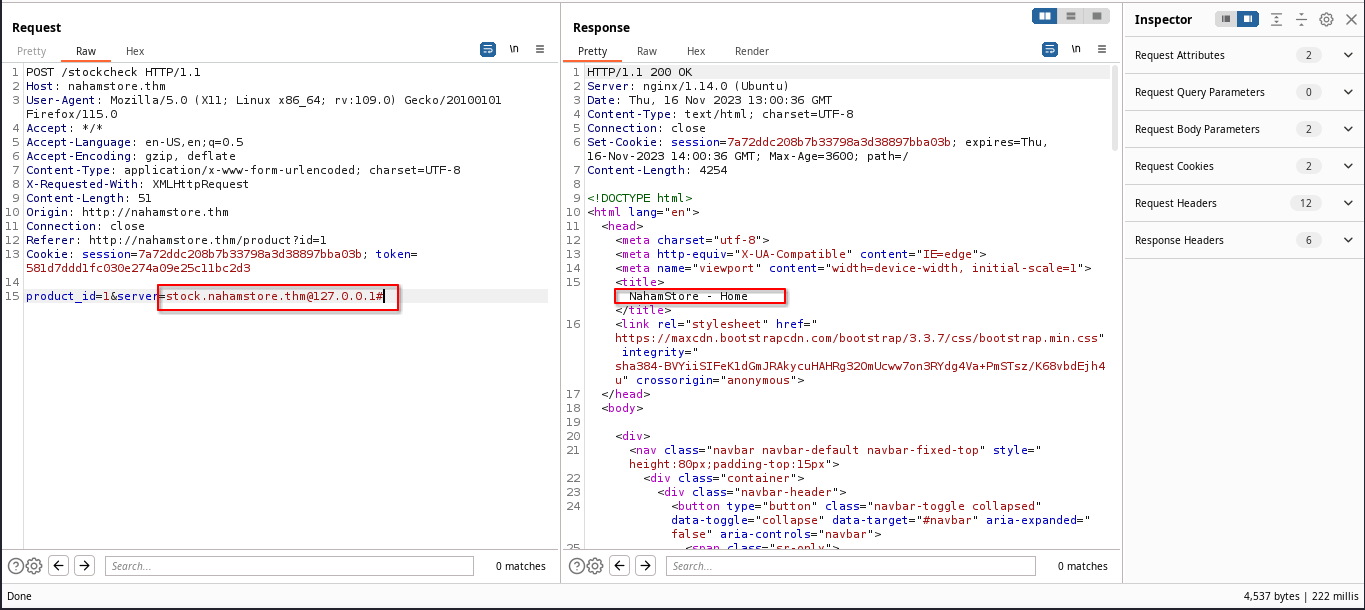 Request
Pretty Raw Hex
\n
1 POST /stockcheck HTTP/1.1
2 Host: nahamstore.thm
3 User-Agent: Mozilla/5.0 (X11; Linux x86_64; rv:109.0) Gecko/20100101
Firefox/115.0
4 Accept: */*
5 Accept-Language: en-US,en;q=0.5
6 Accept-Encoding: gzip, deflate
7 Content-Type: application/x-www-form-urlencoded; charset=UTF-8
8 X-Requested-With: XMLHttpRequest
9 Content-Length: 51
10 Origin: http://nahamstore.thm
11 Connection: close
12 Referer: http://nahamstore.thm/product?id=1
13 Cookie: session=7a72ddc208b7b33798a3d38897bba03b; token=
581d7ddd1fc030e274a09e25c11bc2d3
14
15 product_id=1&server=stock.nahamstore.thm@127.0.0.1#
Search...
0 matches
Response
Pretty Raw Hex Render
\n
1 HTTP/1.1 200 OK
2 Server: nginx/1.14.0 (Ubuntu)
3 Date: Thu, 16 Nov 2023 13:00:36 GMT
4 Content-Type: text/html; charset=UTF-8
5 Connection: close
6 Set-Cookie: session=7a72ddc208b7b33798a3d38897bba03b; expires=Thu,
16-Nov-2023 14:00:36 GMT; Max-Age=3600; path=/
7 Content-Length: 4254
8
9 <!DOCTYPE html>
10 <html lang="en">
11 <head>
12 <meta charset="utf-8">
13 <meta http-equiv="X-UA-Compatible" content="IE=edge">
14 <meta name="viewport" content="width=device-width, initial-scale=1">
15 <title>
NahamStore - Home
</title>
16 <link rel="stylesheet" href="
https://maxcdn.bootstrapcdn.com/bootstrap/3.3.7/css/bootstrap.min.css"
integrity="
sha384-BVYiiSIFeK1dGmJRAkycuHAHRg32OmUcww7on3RYdg4Va+PmSTsz/K68vbdEjh4
u" crossorigin="anonymous">
17 </head>
18 <body>
19
20 <div>
21 <nav class="navbar navbar-default navbar-fixed-top" style="
height:80px;padding-top:15px">
22 <div class="container">
23 <div class="navbar-header">
24 <button type="button" class="navbar-toggle collapsed"
data-toggle="collapse" data-target="#navbar" aria-expanded="
false" aria-controls="navbar">
25 <span class="sr-only">
Search...
0 matches
Inspector
Request Attributes 2
Request Query Parameters 0
Request Body Parameters 2
Request Cookies 2
Request Headers 12
Response Headers 6
Done
4,537 bytes | 222 millis